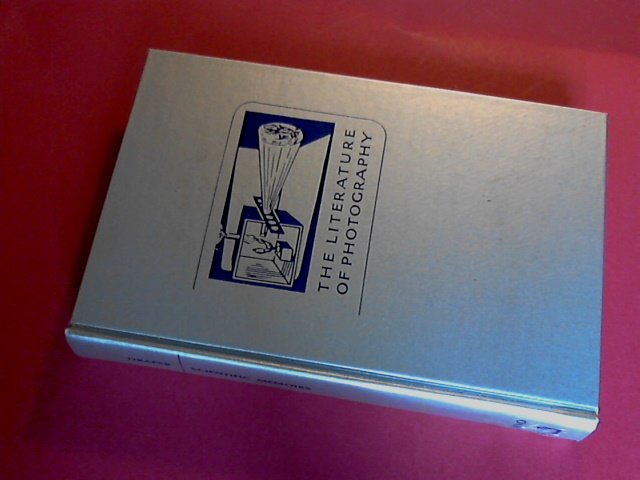 THE LITERATURE
OF PHOTOGRAPHY
DRAPER
SCIENTIFIC MEMOIRS